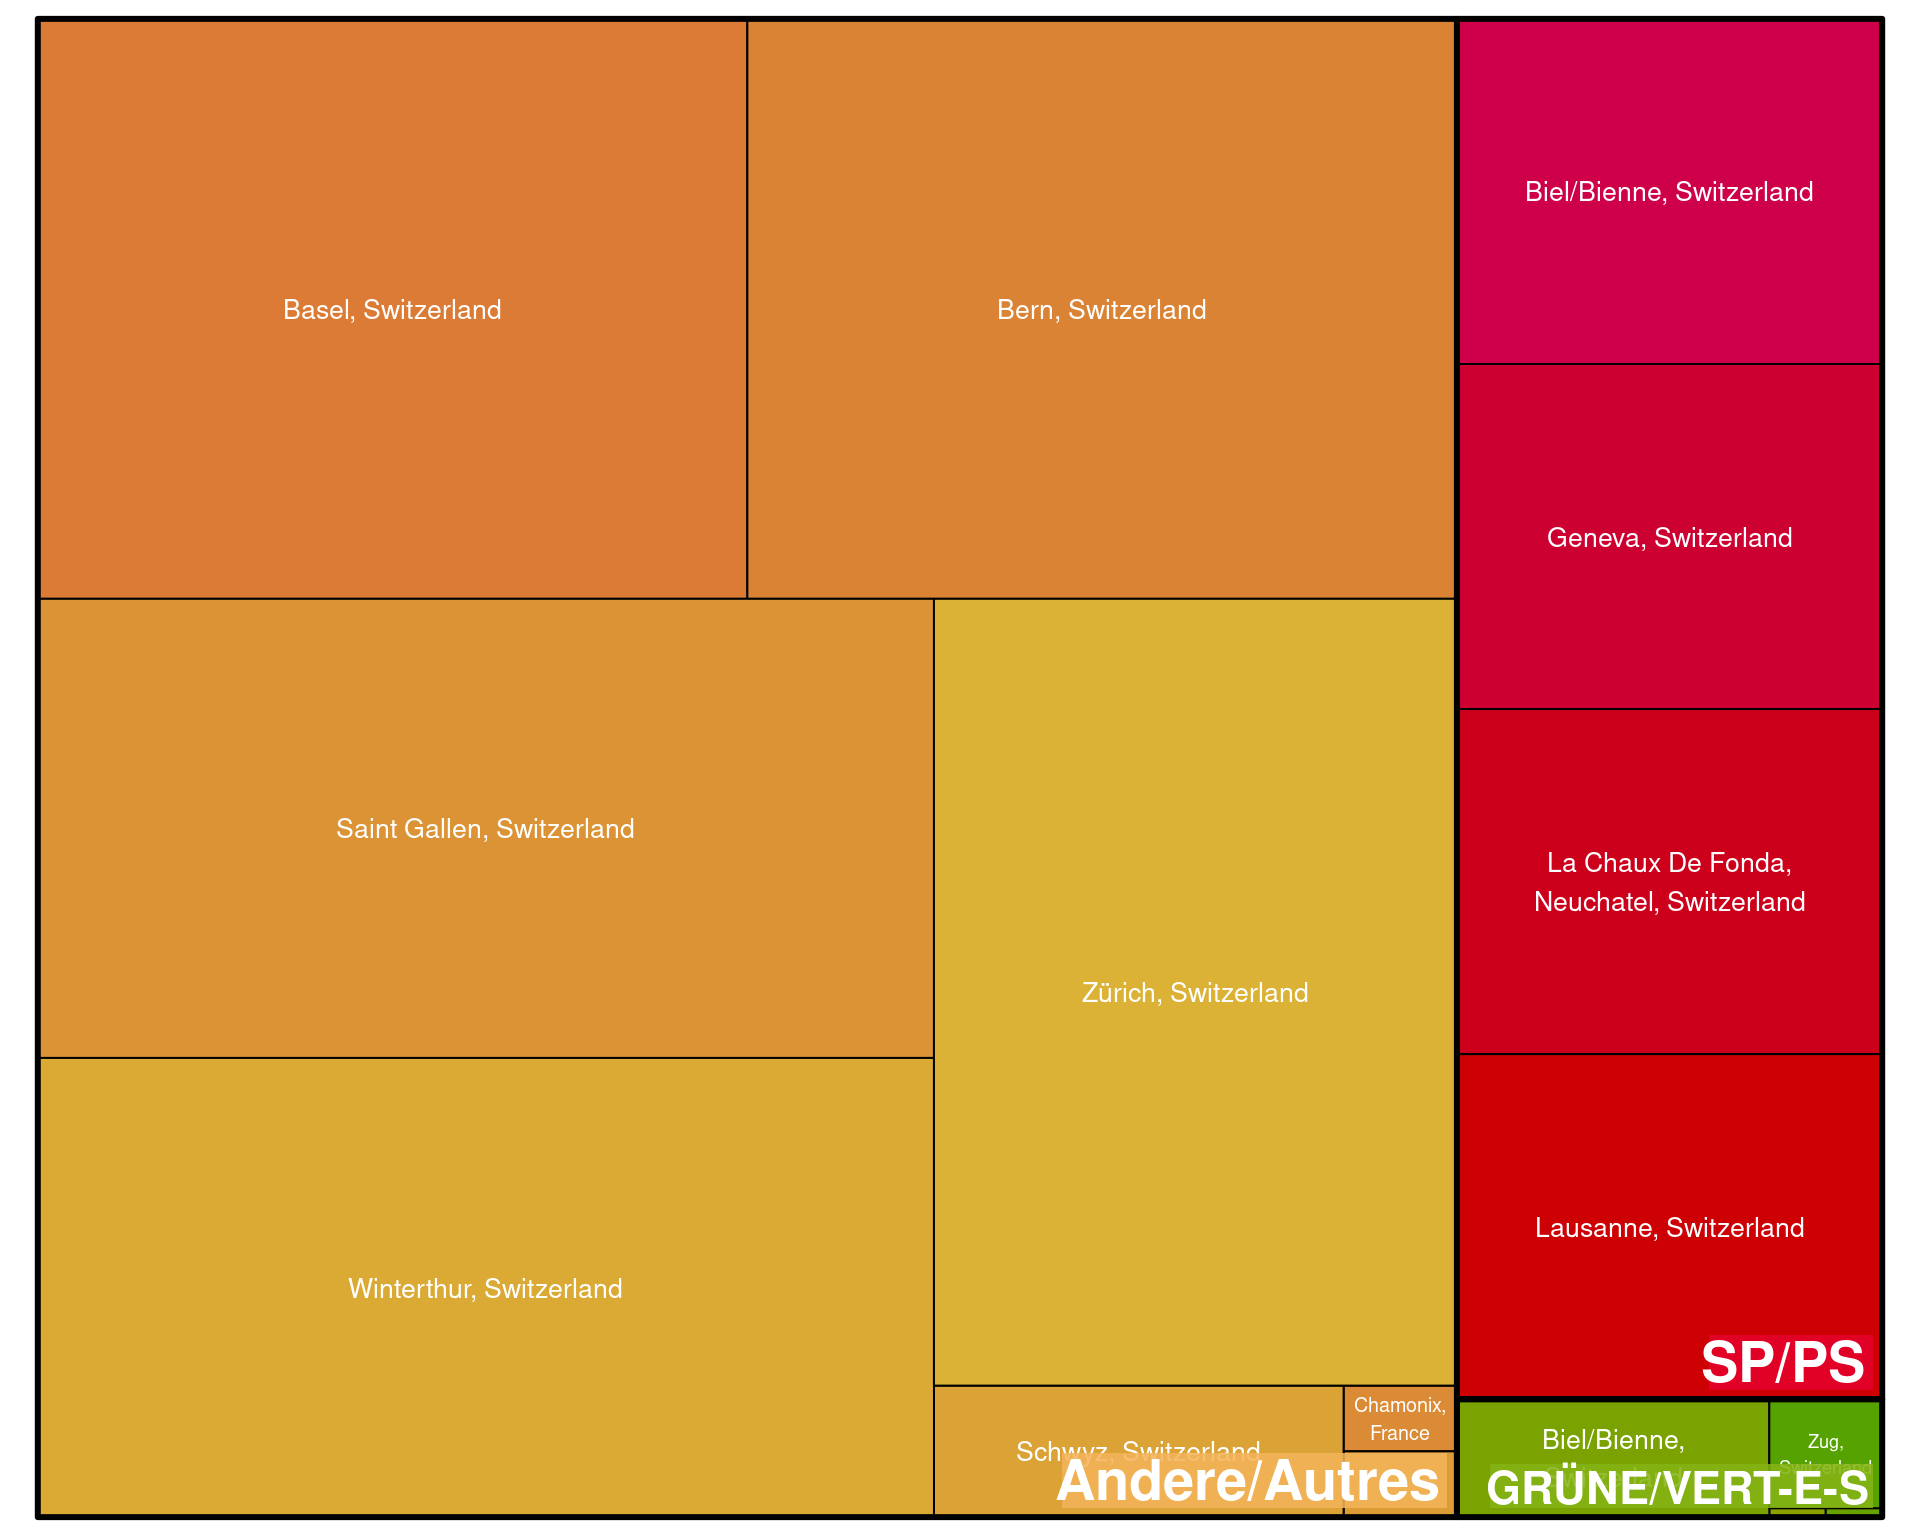 Basel, Switzerland
Bern, Switzerland
Biel/Bienne, Switzerland
Geneva, Switzerland
Saint Gallen, Switzerland
Zürich, Switzerland
La Chaux De Fonda,
Neuchatel, Switzerland
Winterthur, Switzerland
Lausanne, Switzerland
SP/PS
Chamonix,
France
Schwyz, Switzerland
Andere/Autres
Biel/Bienne,
Zug,
Switzerland
GRÜNE/VERT-E-S